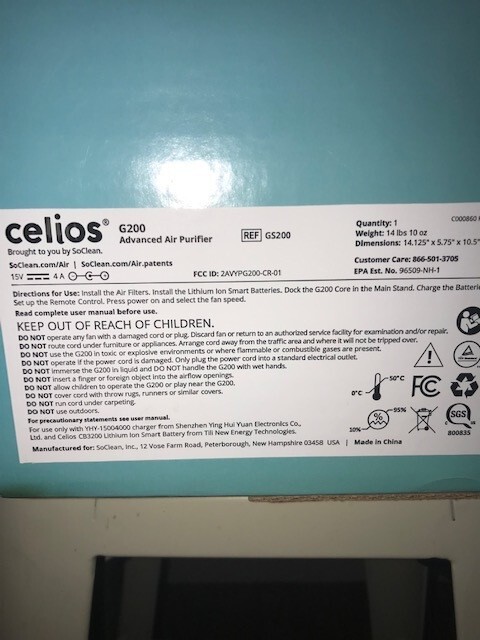 celios®
Brought to you by SoClean.
G200
Advanced Air Purifier
REF GS200
Quantity: 1
Weight: 14 lbs 10 oz
Dimensions: 14.125" x 5.75" x 10.5"
C000860
SoClean.com/Air | SoClean.com/Air.patents
15V 4 A
FCC ID: 2AVYPG200-CR-01
Customer Care: 866-501-3705
EPA Est. No. 96509-NH-1
Directions for Use: Install the Air Filters. Install the Lithium Ion Smart Batteries. Dock the G200 Core in the Main Stand. Charge the
Set up the Remote Control. Press power on and select the fan speed.
Read complete user manual before use.
KEEP OUT OF REACH OF CHILDREN.
DO NOT operate any fan with a damaged cord or plug. Discard fan or return to an authorized service facility for examination and/or repair.
DO NOT route cord under furniture or appliances. Arrange cord away from the traffic area and where it will not be tripped over.
DO NOT use the G200 in toxic or explosive environments or where flammable or combustible gases are present.
DO NOT operate if the power cord is damaged. Only plug the power cord into a standard electrical outlet.
DO NOT immerse the G200 in liquid and DO NOT handle the G200 with wet hands.
DO NOT insert a finger or foreign object into the airflow openings.
DO NOT allow children to operate the G200 or play near the G200.
DO NOT cover cord with throw rugs, runners or similar covers.
DO NOT run cord under carpeting.
DO NOT use outdoors.
0°C 50°C
FC
10% 95%
SGS
800835
For precautionary statements see user manual.
For use only with YHY-15004000 charger from Shenzhen Ying Hui Yuan Electronics Co.,
Ltd. and Celios CB3200 Lithium Ion Smart Battery from Tili New Energy Technologies.
Manufactured for: SoClean, Inc., 12 Vose Farm Road, Peterborough, New Hampshire 03458 USA | Made in China